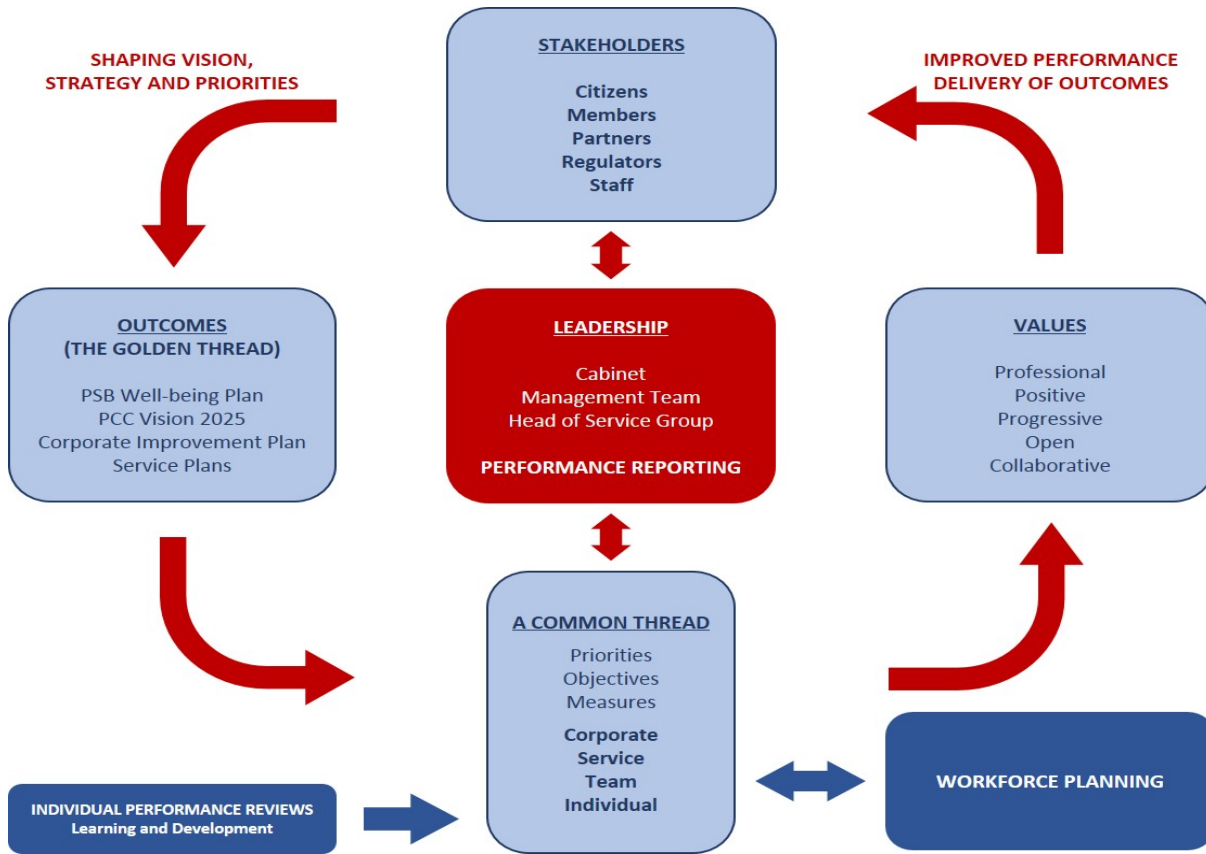 STAKEHOLDERS
Citizens
Members
Partners
Regulators
Staff
SHAPING VISION,
STRATEGY AND PRIORITIES
IMPROVED PERFORMANCE
DELIVERY OF OUTCOMES
OUTCOMES
(THE GOLDEN THREAD)
PSB Well-being Plan
PCC Vision 2025
Corporate Improvement Plan
Service Plans
LEADERSHIP
Cabinet
Management Team
Head of Service Group
PERFORMANCE REPORTING
VALUES
Professional
Positive
Progressive
Open
Collaborative
A COMMON THREAD
Priorities
Objectives
Measures
Corporate
Service
Team
Individual
INDIVIDUAL PERFORMANCE REVIEWS
Learning and Development
WORKFORCE PLANNING